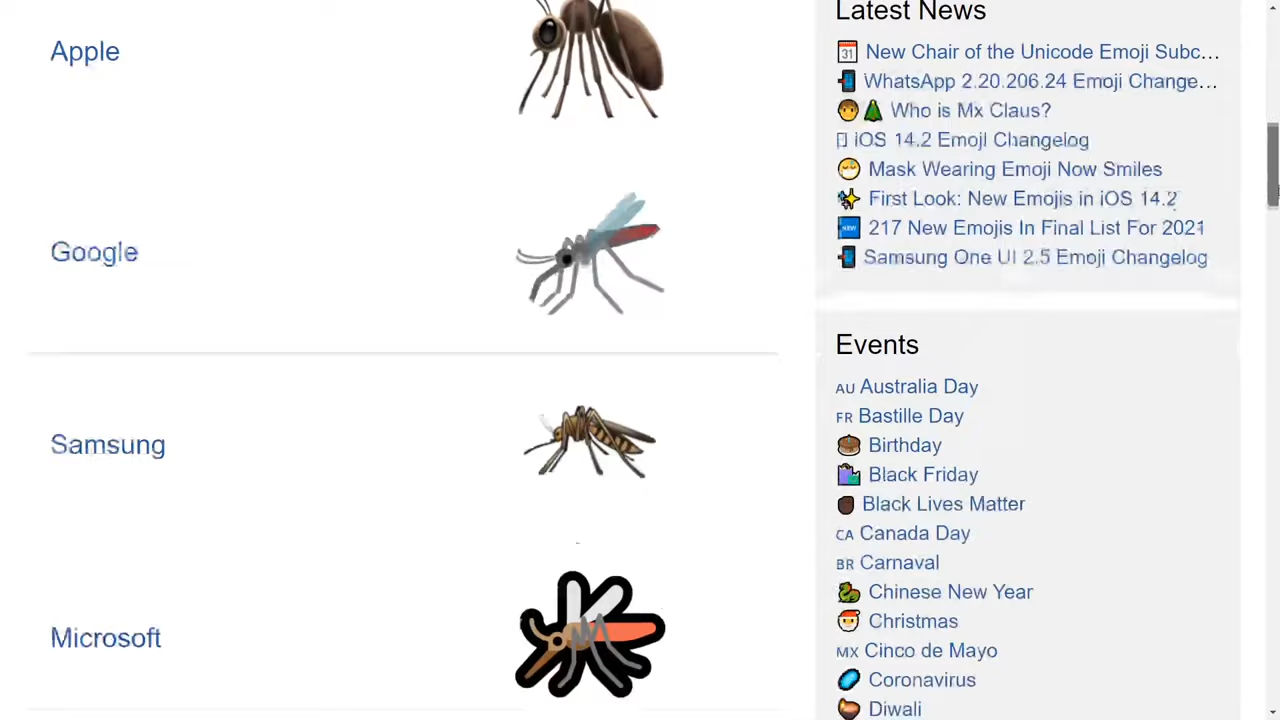 Apple
Google
Samsung
Microsoft
Latest News
New Chair of the Unicode Emoji Subc...
WhatsApp 2.20.206.24 Emoji Change...
Who is Mx Claus?
iOS 14.2 Emoji Changelog
Mask Wearing Emoji Now Smiles
First Look: New Emojis in iOS 14.2
217 New Emojis In Final List For 2021
Samsung One UI 2.5 Emoji Changelog
Events
AU Australia Day
FR Bastille Day
Birthday
Black Friday
Black Lives Matter
CA Canada Day
BR Carnaval
Chinese New Year
Christmas
MX Cinco de Mayo
Coronavirus
Diwali